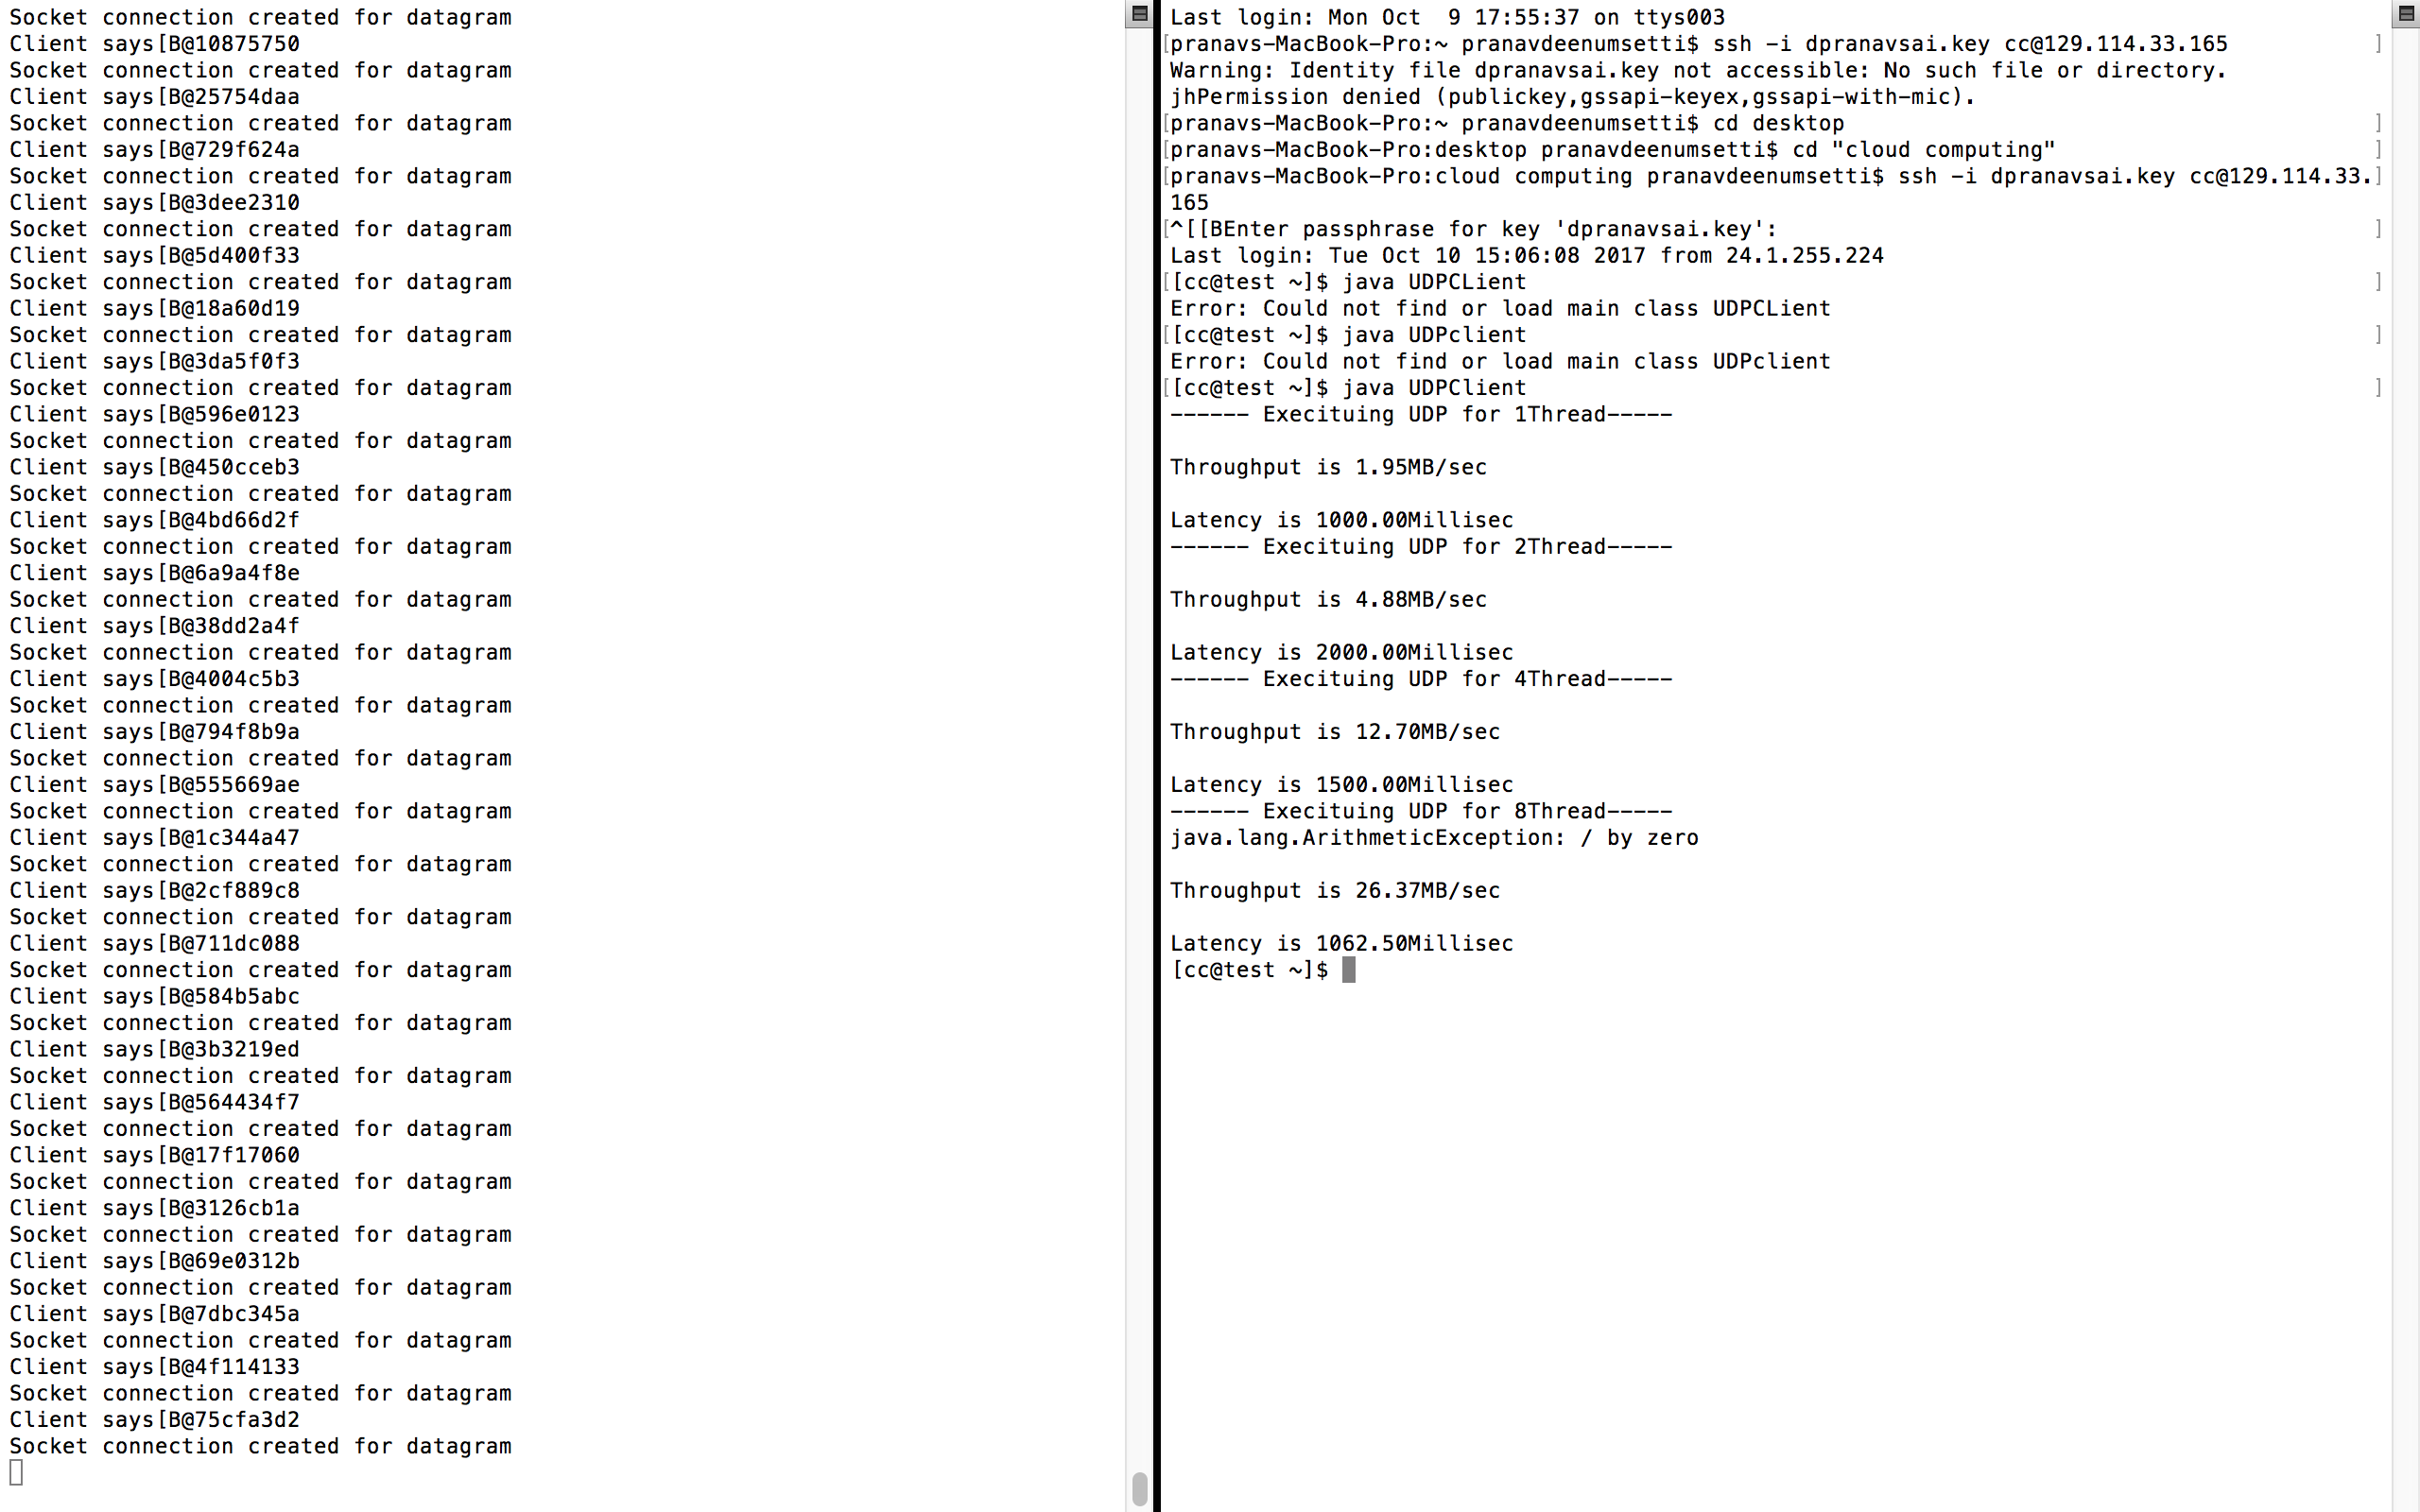 Socket connection created for datagram
Client says[B@10875750
Socket connection created for datagram
Client says[B@25754daa
Socket connection created for datagram
Client says[B@729f624a
Socket connection created for datagram
Client says[B@3dee2310
Socket connection created for datagram
Client says[B@5d400f33
Socket connection created for datagram
Client says[B@18a60d19
Socket connection created for datagram
Client says[B@3da5f0f3
Socket connection created for datagram
Client says[B@596e0123
Socket connection created for datagram
Client says[B@450cceb3
Socket connection created for datagram
Client says[B@4bd66d2f
Socket connection created for datagram
Client says[B@6a9a4f8e
Socket connection created for datagram
Client says[B@38dd2a4f
Socket connection created for datagram
Client says[B@4004c5b3
Socket connection created for datagram
Client says[B@794f8b9a
Socket connection created for datagram
Client says[B@555669ae
Socket connection created for datagram
Client says[B@1c344a47
Socket connection created for datagram
Client says[B@2cf889c8
Socket connection created for datagram
Client says[B@711dc088
Socket connection created for datagram
Client says[B@584b5abc
Socket connection created for datagram
Client says[B@3b3219ed
Socket connection created for datagram
Client says[B@564434f7
Socket connection created for datagram
Client says[B@17f17060
Socket connection created for datagram
Client says[B@3126cb1a
Socket connection created for datagram
Client says[B@69e0312b
Socket connection created for datagram
Client says[B@7dbc345a
Socket connection created for datagram
Client says[B@4f114133
Socket connection created for datagram
Client says[B@75cfa3d2
Socket connection created for datagram
Last login: Mon Oct  9 17:55:37 on ttys003
[pranavs-MacBook-Pro:~ pranavdeenumsetti$ ssh -i dpranavsai.key cc@129.114.33.165 ]
Warning: Identity file dpranavsai.key not accessible: No such file or directory.
jhPermission denied (publickey,gssapi-keyex,gssapi-with-mic).
[pranavs-MacBook-Pro:~ pranavdeenumsetti$ cd desktop ]
[pranavs-MacBook-Pro:desktop pranavdeenumsetti$ cd "cloud computing" ]
[pranavs-MacBook-Pro:cloud computing pranavdeenumsetti$ ssh -i dpranavsai.key cc@129.114.33.]
165
[^[[BEnter passphrase for key 'dpranavsai.key': ]
Last login: Tue Oct 10 15:06:08 2017 from 24.1.255.224
[[cc@test ~]$ java UDPCLient ]
Error: Could not find or load main class UDPCLient
[[cc@test ~]$ java UDPclient ]
Error: Could not find or load main class UDPclient
[[cc@test ~]$ java UDPClient ]
------ Execituing UDP for 1Thread-----
Throughput is 1.95MB/sec
Latency is 1000.00Millisec
------ Execituing UDP for 2Thread-----
Throughput is 4.88MB/sec
Latency is 2000.00Millisec
------ Execituing UDP for 4Thread-----
Throughput is 12.70MB/sec
Latency is 1500.00Millisec
------ Execituing UDP for 8Thread-----
java.lang.ArithmeticException: / by zero
Throughput is 26.37MB/sec
Latency is 1062.50Millisec
[cc@test ~]$